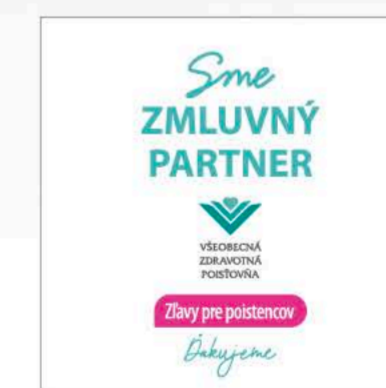 Sme
ZMLUVNÝ
PARTNER
VŠEOBECNÁ
ZDRAVOTNÁ
POISŤOVŇA
Zľavy pre poistencov
Ďakujeme